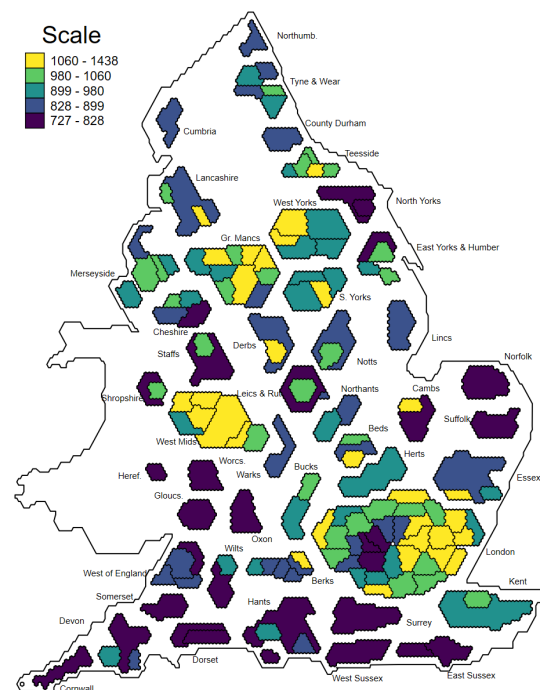 Scale
1060 - 1438
980 - 1060
899 - 980
828 - 899
727 - 828
Northumb.
Tyne & Wear
Cumbria
County Durham
Teesside
Lancashire
West Yorks
North Yorks
Gr. Mancs
East Yorks & Humber
Merseyside
S. Yorks
Cheshire
Derbs
Lincs
Staffs
Notts
Norfolk
Shropshire
Leics & Rut
Northants
Cambs
Suffolk
West Mids
Beds
Worcs.
Herts
Heref.
Warks
Bucks
Essex
Gloucs.
Oxon
Wilts
London
West of England
Berks
Kent
Somerset
Hants
Devon
Surrey
Dorset
West Sussex
East Sussex
Cornwall